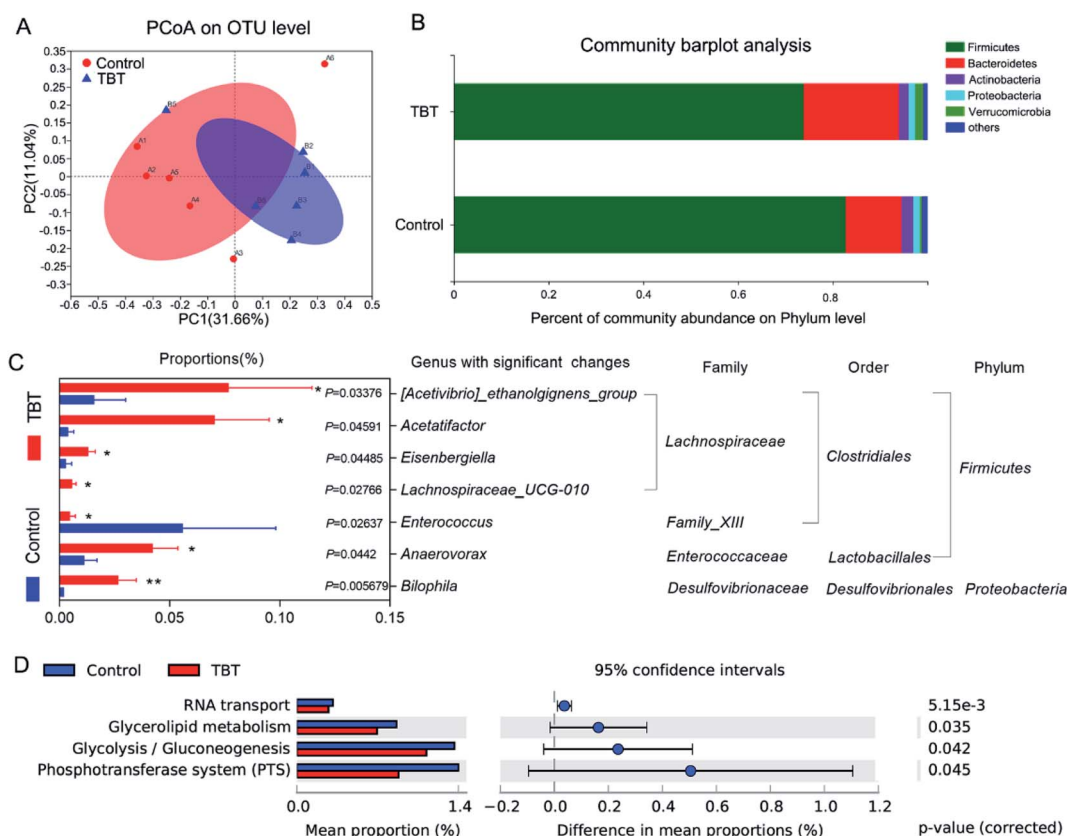 A
PCoA on OTU level
Control
TBT
PC2(11.04%)
0.35
0.3
0.25
0.2
0.15
0.1
0.05
0
-0.05
-0.1
-0.15
-0.2
-0.25
-0.3
A6
B5
A1
A2
A5
A4
A3
B2
B1
B6
B3
B4
-0.6 -0.5 -0.4 -0.3 -0.2 -0.1 0 0.1 0.2 0.3 0.4 0.5
PC1(31.66%)
B
Community barplot analysis
TBT
Control
0 0.2 0.4 0.6 0.8
Percent of community abundance on Phylum level
Firmicutes
Bacteroidetes
Actinobacteria
Proteobacteria
Verrucomicrobia
others
C
Proportions(%)
Genus with significant changes
Family
Order
Phylum
TBT
Control
* P=0.03376 [Acetivibrio]_ethanolgignens_group
* P=0.04591 Acetatifactor
* P=0.04485 Eisenbergiella
* P=0.02766 Lachnospiraceae_UCG-010
* P=0.02637 Enterococcus
* P=0.0442 Anaerovorax
** P=0.005679 Bilophila
0.00 0.05 0.10 0.15
Lachnospiraceae
Family_XIII
Enterococcaceae
Desulfovibrionaceae
Clostridiales
Lactobacillales
Desulfovibrionales
Firmicutes
Proteobacteria
D
Control TBT
95% confidence intervals
RNA transport 5.15e-3
Glycerolipid metabolism 0.035
Glycolysis / Gluconeogenesis 0.042
Phosphotransferase system (PTS) 0.045
0.0 1.4
Mean proportion (%)
−0.2 0.0 0.2 0.4 0.6 0.8 1.0 1.2
Difference in mean proportions (%)
p-value (corrected)